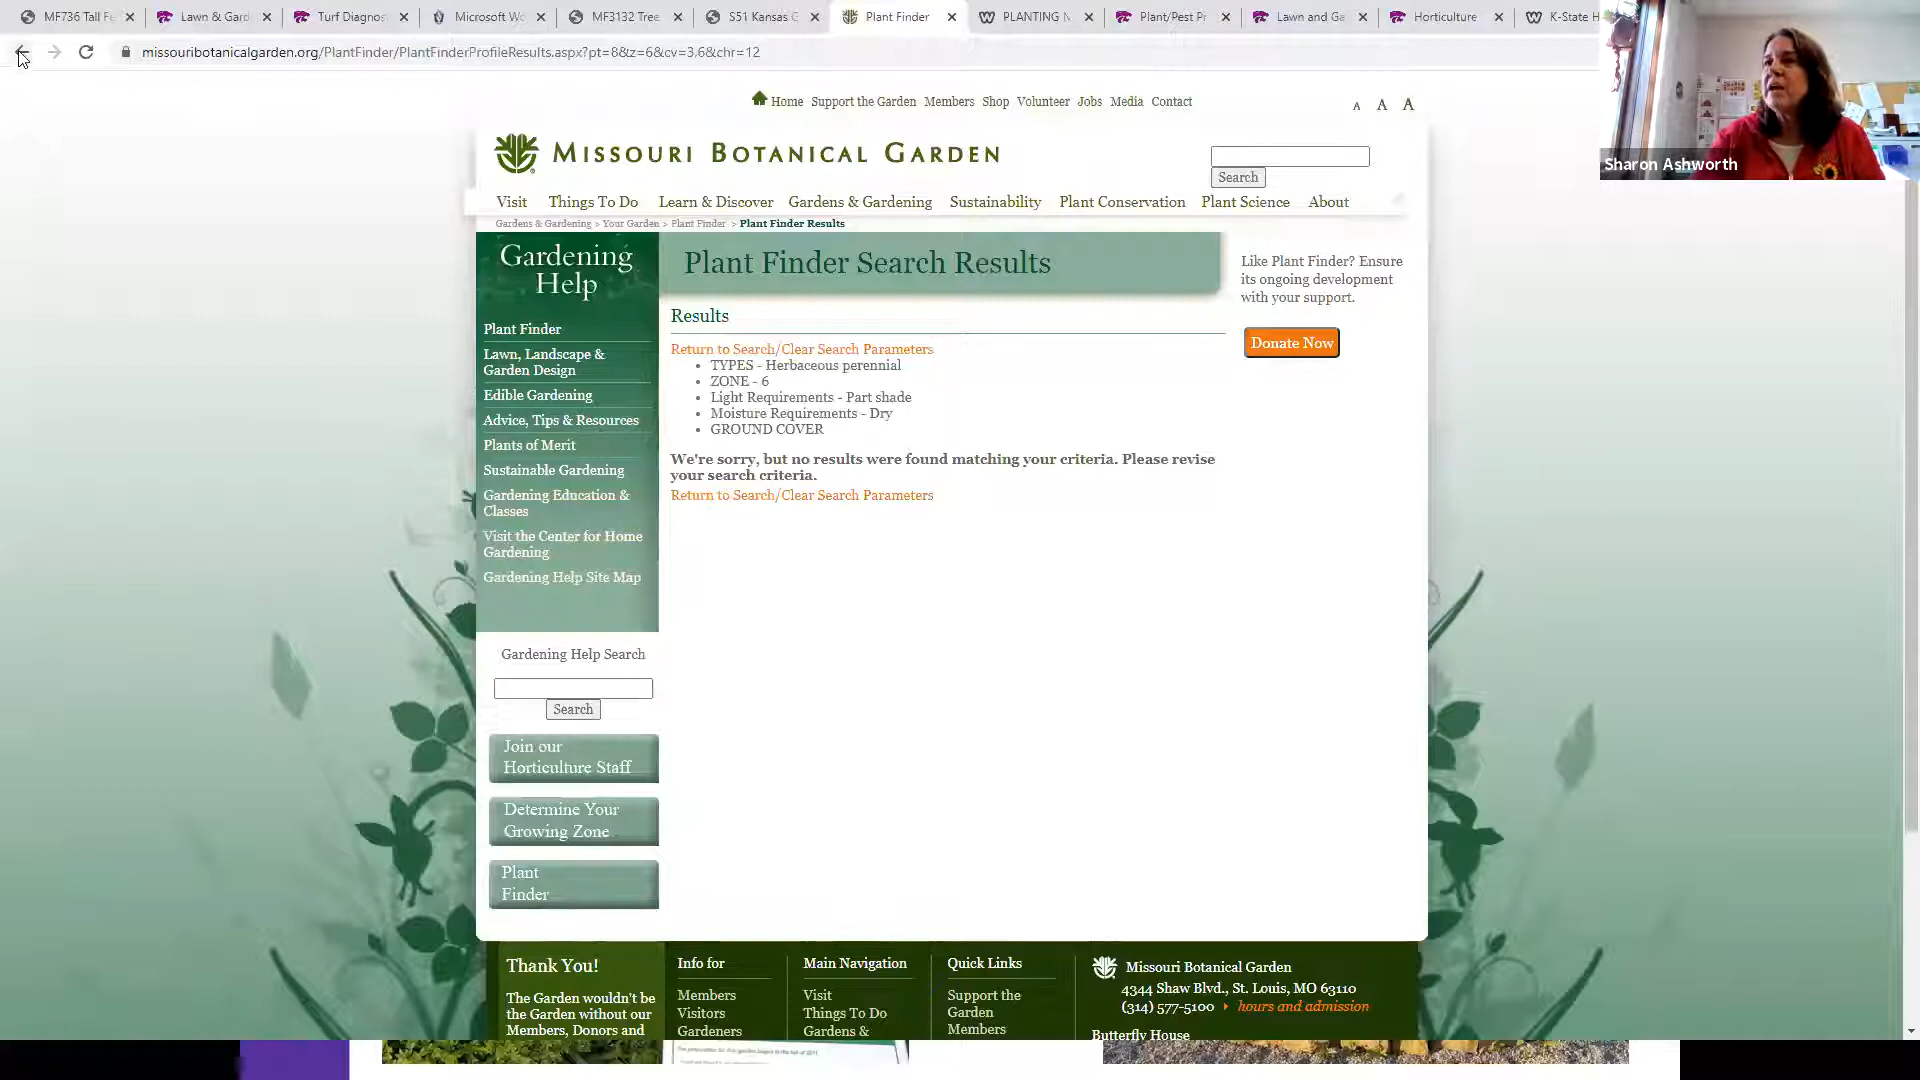 MF736 Tall Fe
Lawn & Gard
Turf Diagnos
Microsoft Wo
MF3132 Tree
S51 Kansas G
Plant Finder
PLANTING N
Plant/Pest Pr
Lawn and Ga
Horticulture
K-State H
missouribotanicalgarden.org/PlantFinder/PlantFinderProfileResults.aspx?pt=8&z=6&cv=3,6&chr=12
Sharon Ashworth
Home Support the Garden Members Shop Volunteer Jobs Media Contact
A A A
MISSOURI BOTANICAL GARDEN
Search
Visit Things To Do Learn & Discover Gardens & Gardening Sustainability Plant Conservation Plant Science About
Gardens & Gardening > Your Garden > Plant Finder > Plant Finder Results
Gardening
Help
Plant Finder
Lawn, Landscape &
Garden Design
Edible Gardening
Advice, Tips & Resources
Plants of Merit
Sustainable Gardening
Gardening Education &
Classes
Visit the Center for Home
Gardening
Gardening Help Site Map
Gardening Help Search
Search
Join our
Horticulture Staff
Determine Your
Growing Zone
Plant
Finder
Plant Finder Search Results
Results
Return to Search/Clear Search Parameters
• TYPES - Herbaceous perennial
• ZONE - 6
• Light Requirements - Part shade
• Moisture Requirements - Dry
• GROUND COVER
We're sorry, but no results were found matching your criteria. Please revise
your search criteria.
Return to Search/Clear Search Parameters
Like Plant Finder? Ensure
its ongoing development
with your support.
Donate Now
Thank You!
The Garden wouldn't be
the Garden without our
Members, Donors and
Info for
Members
Visitors
Gardeners
Main Navigation
Visit
Things To Do
Gardens &
Quick Links
Support the
Garden
Members
Missouri Botanical Garden
4344 Shaw Blvd., St. Louis, MO 63110
(314) 577-5100 hours and admission
Butterfly House